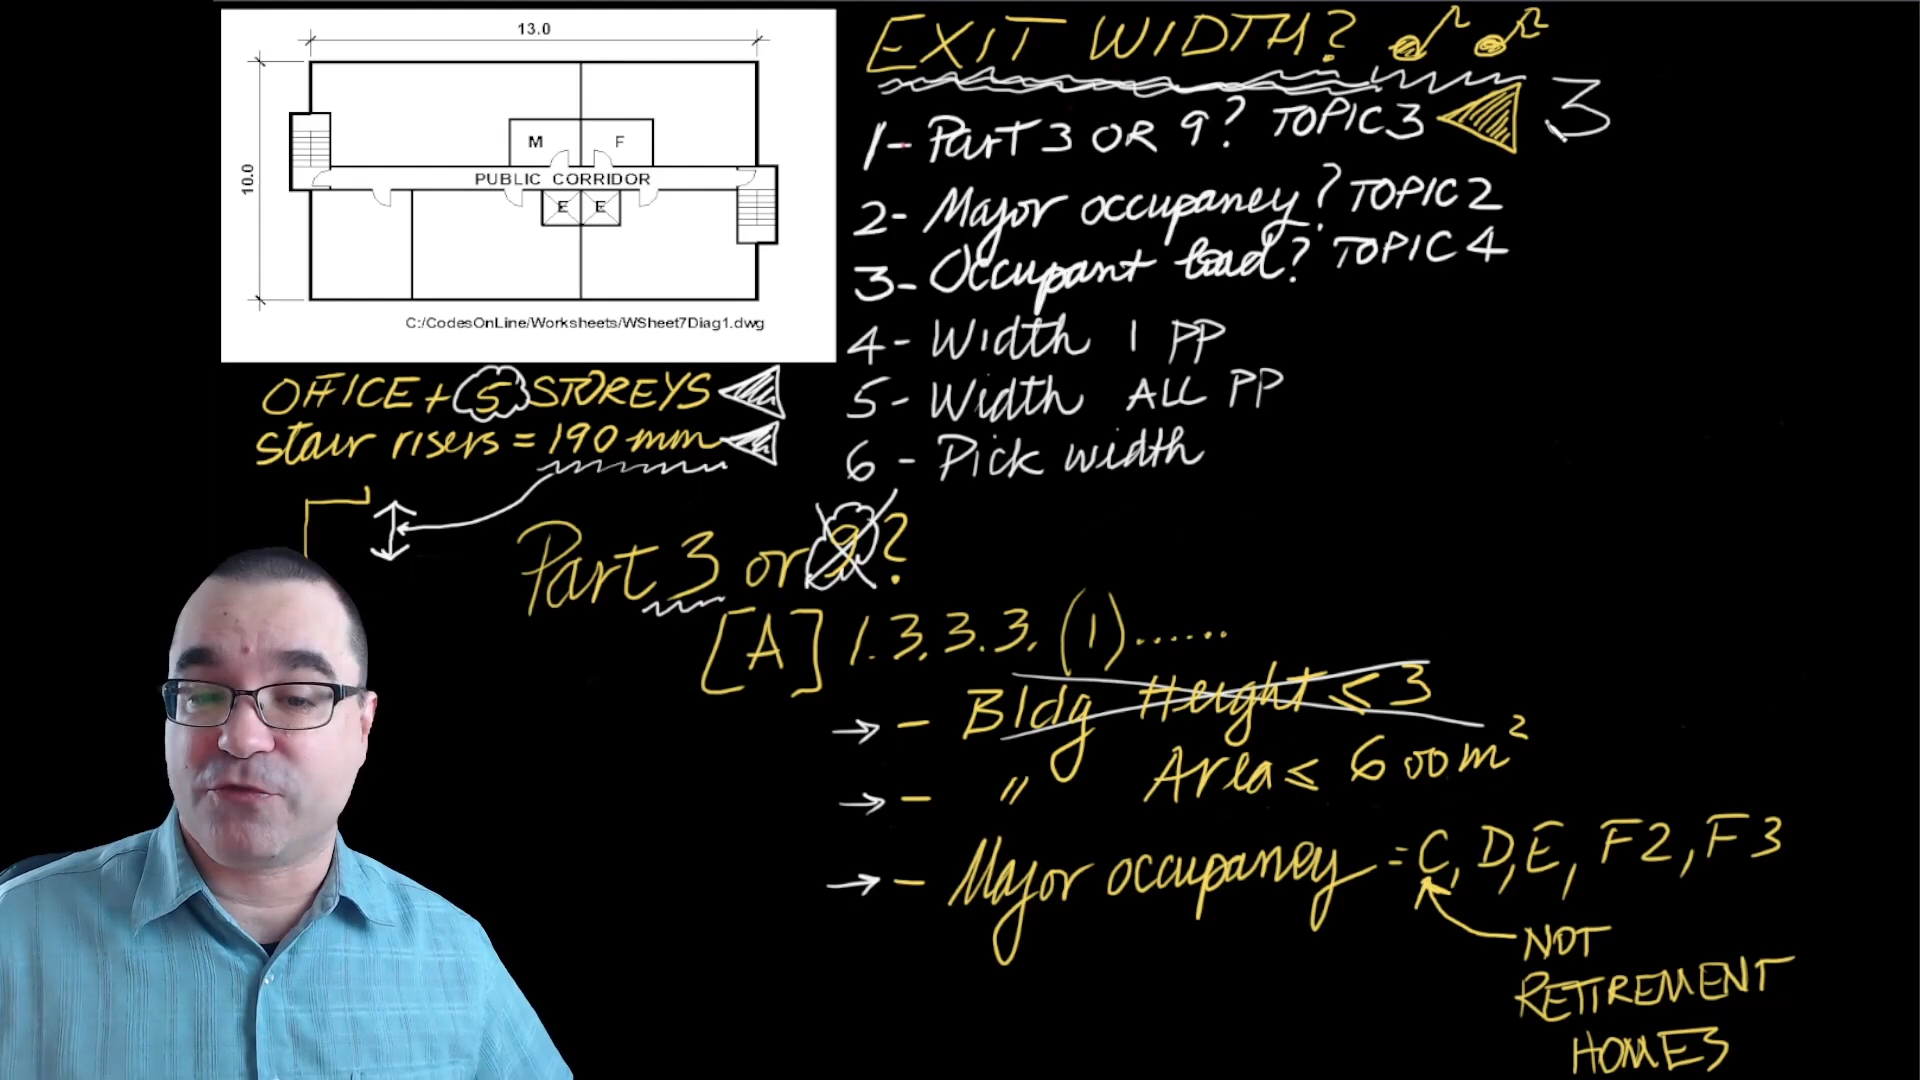 13.0
10.0
M F
PUBLIC CORRIDOR
E E
C:/CodesOnLine/Worksheets/WSheet7Diag1.dwg
OFFICE + 5 STOREYS
stair risers = 190 mm
EXIT WIDTH?
1- Part 3 OR 9? TOPIC 3 3
2- Major occupancy? TOPIC 2
3- Occupant load? TOPIC 4
4- Width 1 PP
5- Width ALL PP
6- Pick width
Part 3 or 9?
[A] 1.3.3.3. (1)......
→ - Bldg Height ≤ 3
→ - " Area ≤ 600 m²
→ - Major occupancy = C, D, E, F2, F3
NOT
RETIREMENT
HOMES